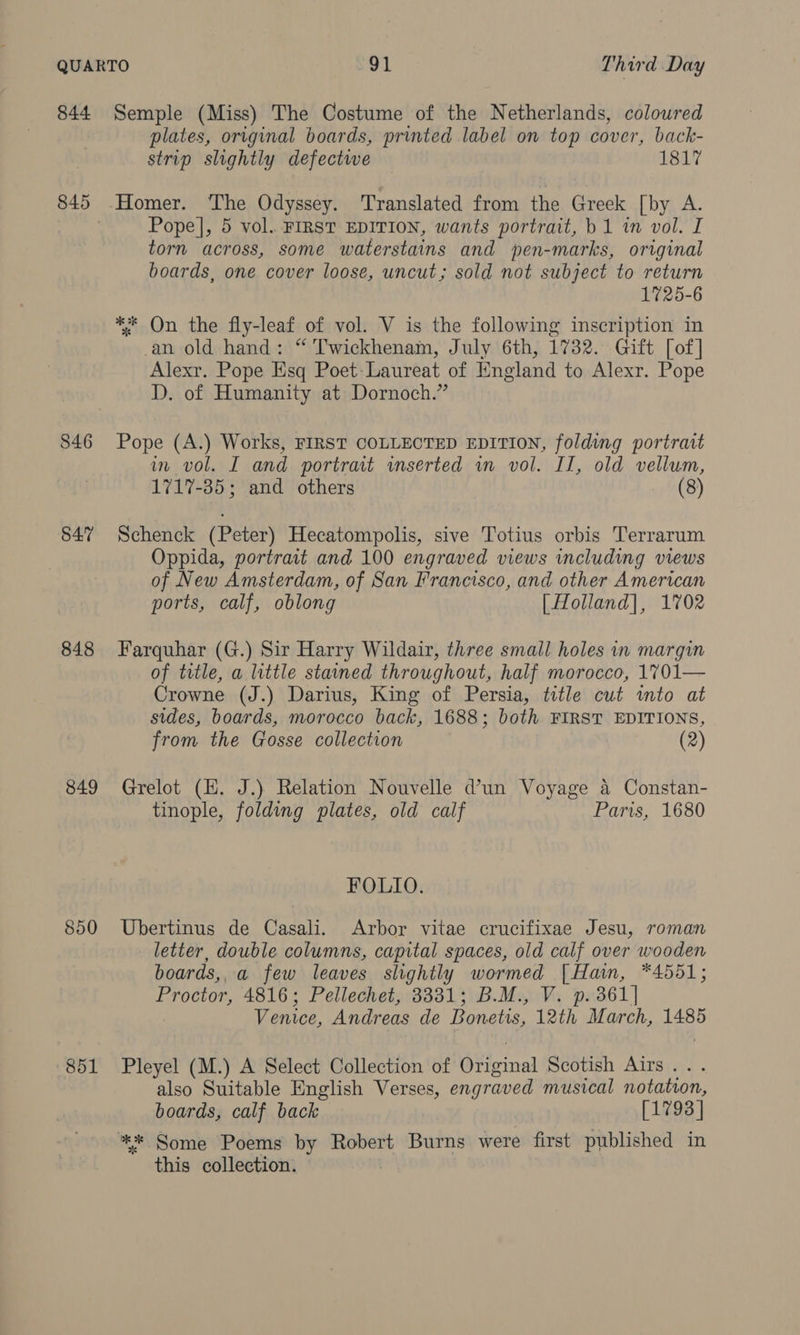 QUARTO 91 Third Day
844 Semple (Miss) The Costume of the Netherlands, coloured
plates, original boards, printed label on top cover, back-
strip slightly defective 1817
845 Homer. The Odyssey. Translated from the Greek [by A.
Pope], 5 vol. FIRST EDITION, wants portrait, b 1 in vol. I
torn across, some waterstains and pen-marks, original
boards, one cover loose, uncut; sold not subject to return
1725-6
*** On the fly-leaf of vol. V is the following inscription in
an old hand: “Twickhenam, July 6th, 1732. Gift [of]
Alexr. Pope Esq Poet Laureat of England to Alexr. Pope
D. of Humanity at Dornoch.”
846 Pope (A.) Works, FIRST COLLECTED EDITION, folding portrait
in vol. I and portrait inserted in vol. II, old vellum,
1717-35; and others (8)
847 Schenck (Peter) Hecatompolis, sive Totius orbis Terrarum
Oppida, portrait and 100 engraved views including views
of New Amsterdam, of San Francisco, and other American
ports, calf, oblong [Holland], 1702
848 Farquhar (G.) Sir Harry Wildair, three small holes in margin
of title, a little stained throughout, half morocco, 1701—
Crowne (J.) Darius, King of Persia, title cut into at
sides, boards, morocco back, 1688; both FIRST EDITIONS,
from the Gosse collection (2)
849 Grelot (E. J.) Relation Nouvelle d’un Voyage à Constan-
tinople, folding plates, old calf Paris, 1680
FOLIO.
850 Ubertinus de Casali. Arbor vitae crucifixae Jesu, roman
letter, double columns, capital spaces, old calf over wooden
boards, a few leaves slightly wormed [Hain, *4551;
Proctor, 4816; Pellechet, 3331; B.M., V. p. 361]
Venice, Andreas de Bonetis, 12th March, 1485
851 Pleyel (M.) A Select Collection of Original Scotish Airs . . .
also Suitable English Verses, engraved musical notation,
boards, calf back [1793]
*** Some Poems by Robert Burns were first published in
this collection.